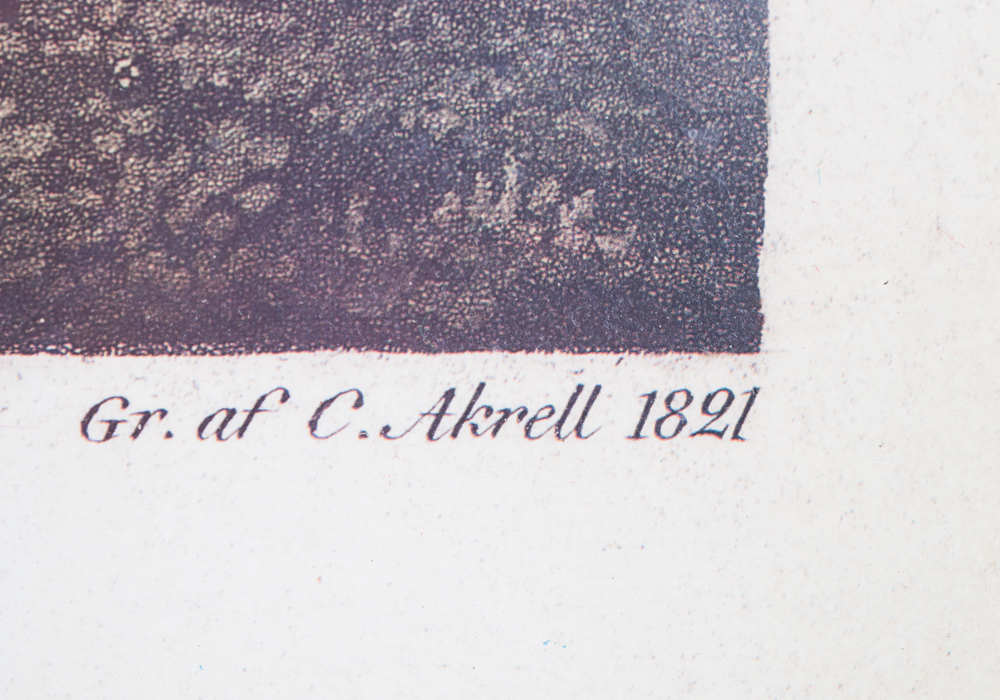 Gr. af C. Akrell 1821